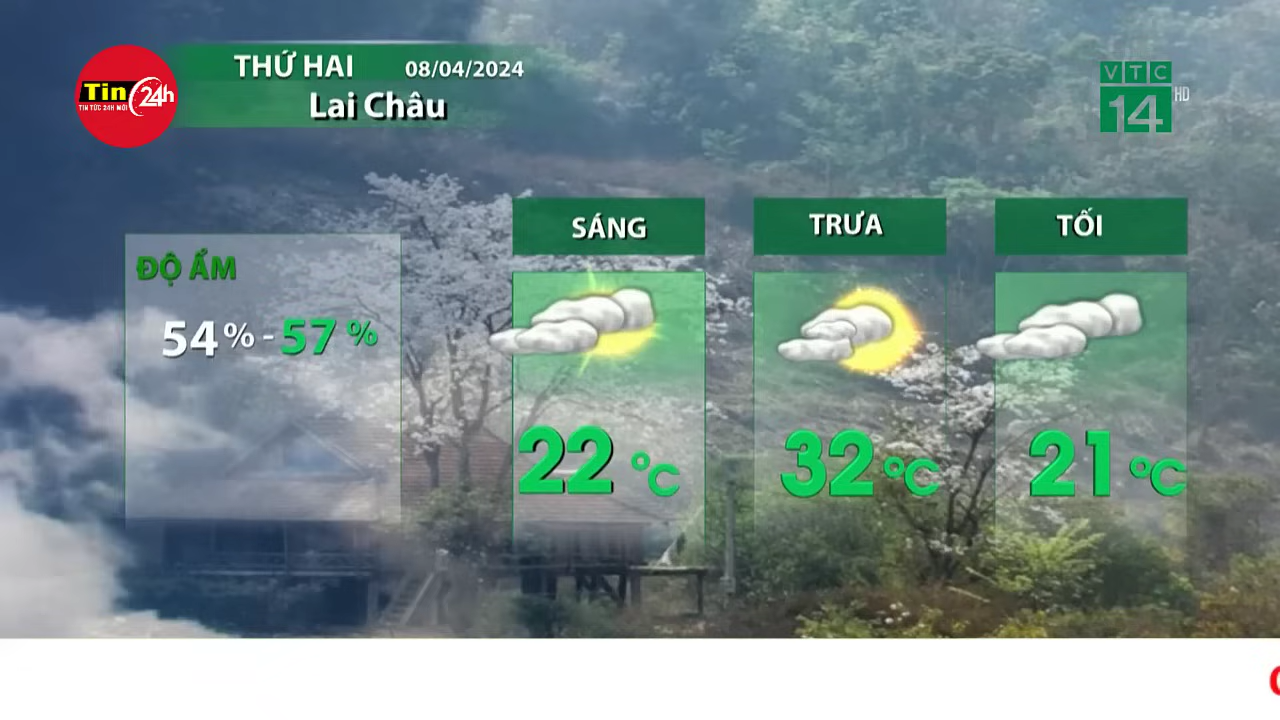 THỨ HAI 08/04/2024
Lai Châu
Tin 24h
TIN TỨC 24H MỚI
VTC
14 HD
ĐỘ ẨM
54% - 57%
SÁNG
22 °C
TRƯA
32 °C
TỐI
21 °C